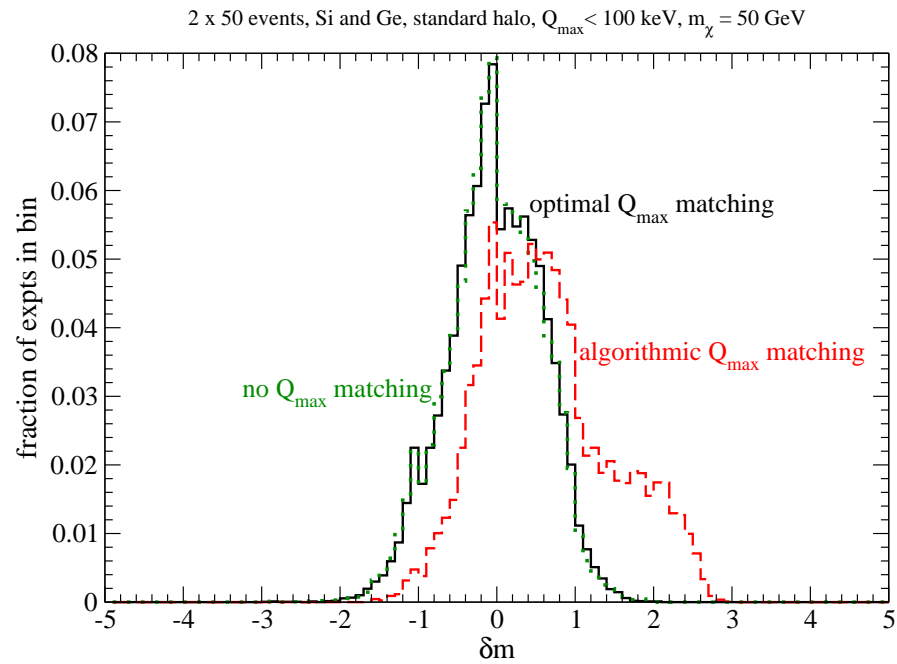 2 x 50 events, Si and Ge, standard halo, Q_max < 100 keV, m_χ = 50 GeV
0.08
0.07
0.06
0.05
0.04
0.03
0.02
0.01
0
fraction of expts in bin
optimal Q_max matching
algorithmic Q_max matching
no Q_max matching
-5 -4 -3 -2 -1 0 1 2 3 4 5
δm